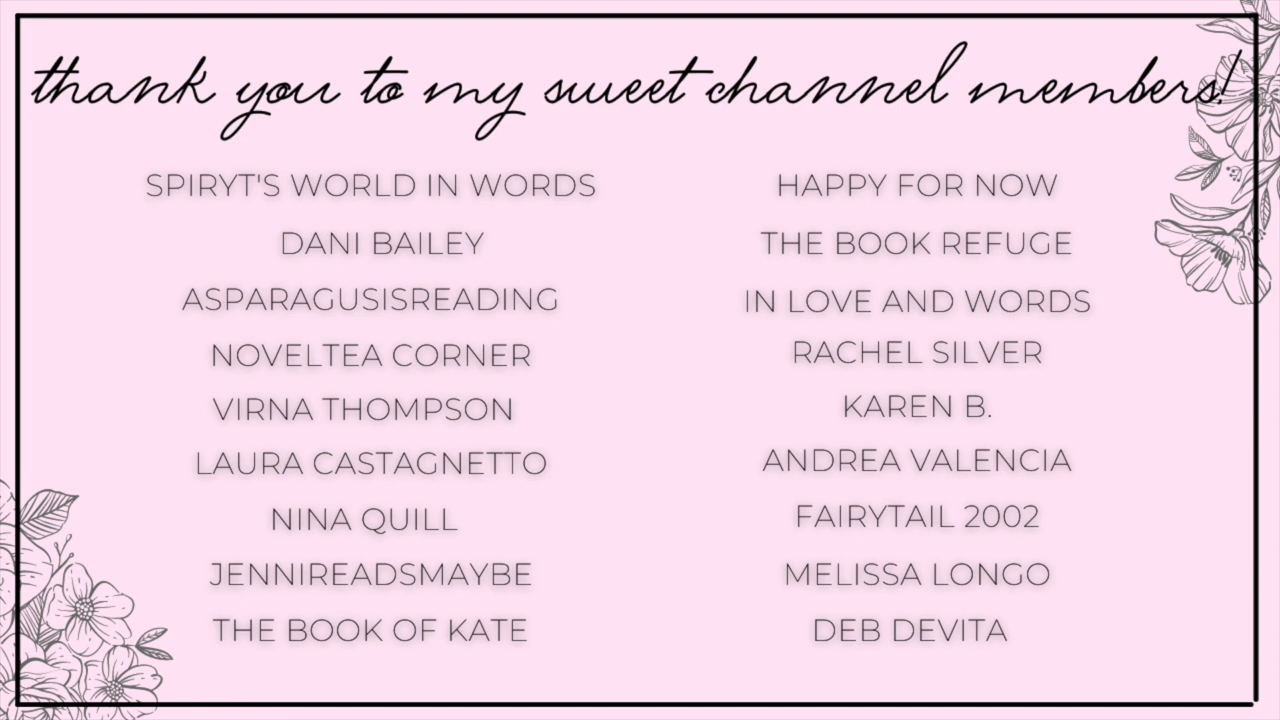 thank you to my sweet channel members!
SPIRYT'S WORLD IN WORDS
DANI BAILEY
ASPARAGUSISREADING
NOVELTEA CORNER
VIRNA THOMPSON
LAURA CASTAGNETTO
NINA QUILL
JENNIREADSMAYBE
THE BOOK OF KATE
HAPPY FOR NOW
THE BOOK REFUGE
IN LOVE AND WORDS
RACHEL SILVER
KAREN B.
ANDREA VALENCIA
FAIRYTAIL 2002
MELISSA LONGO
DEB DEVITA